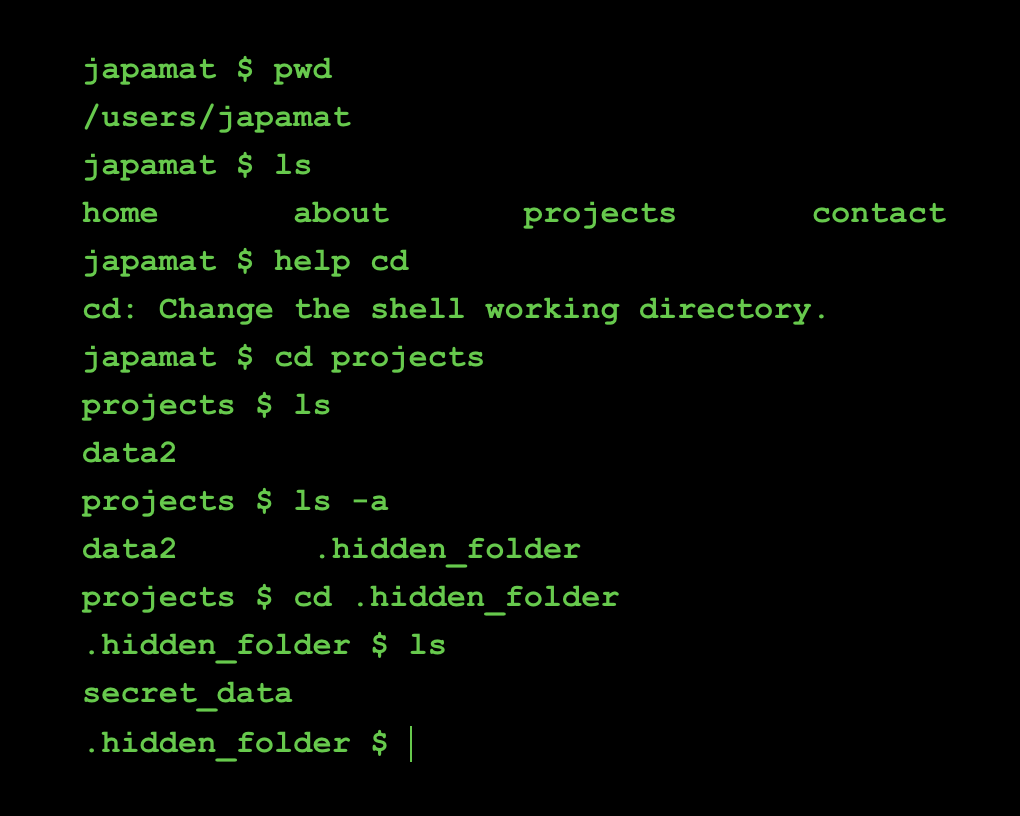 japamat $ pwd
/users/japamat
japamat $ ls
home about projects contact
japamat $ help cd
cd: Change the shell working directory.
japamat $ cd projects
projects $ ls
data2
projects $ ls -a
data2 .hidden_folder
projects $ cd .hidden_folder
.hidden_folder $ ls
secret_data
.hidden_folder $